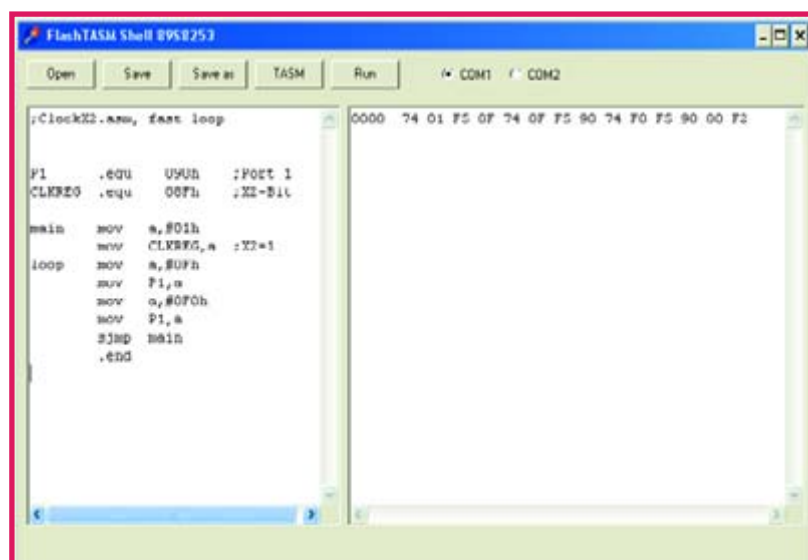 FlashTASM Shell 89S8253
Open Save Save as TASM Run COM1 COM2
;ClockX2.asm, fast loop
P1 .equ 090h ;Port 1
CLKREG .equ 08Fh ;X2-Bit
main mov a,#01h
mov CLKREG,a ;X2=1
loop mov a,#0Fh
mov P1,a
mov a,#0F0h
mov P1,a
sjmp main
.end
0000 74 01 F5 8F 74 0F F5 90 74 F0 F5 90 80 F2